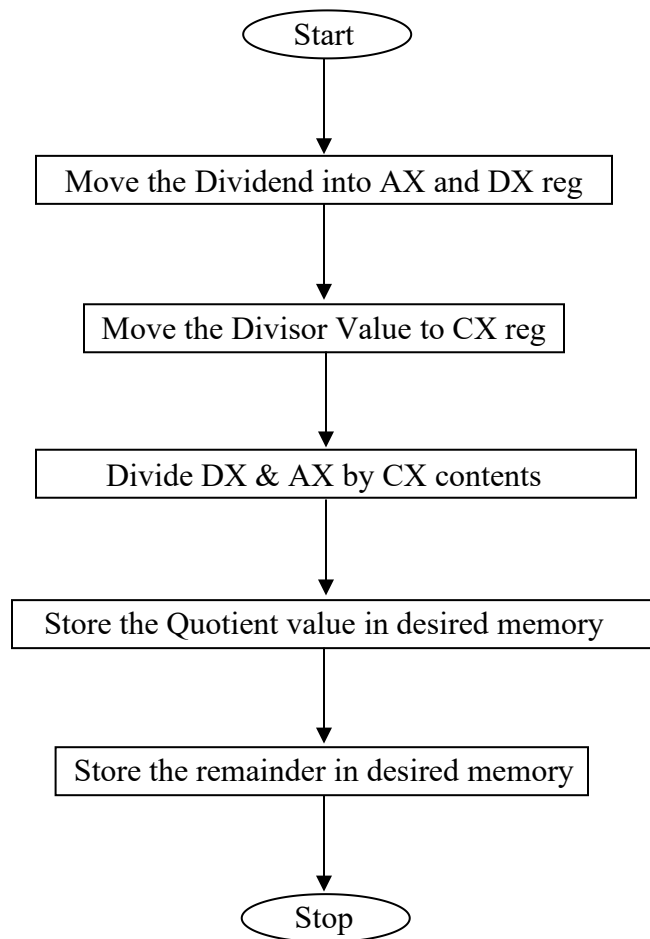 Start
Move the Dividend into AX and DX reg
Move the Divisor Value to CX reg
Divide DX & AX by CX contents
Store the Quotient value in desired memory
Store the remainder in desired memory
Stop